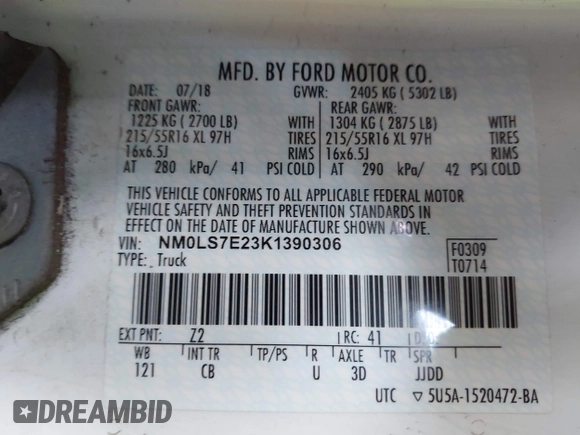 MFD. BY FORD MOTOR CO.
DATE: 07/18 GVWR: 2405 KG ( 5302 LB)
FRONT GAWR: REAR GAWR:
1225 KG ( 2700 LB) WITH 1304 KG ( 2875 LB) WITH
215/55R16 XL 97H TIRES 215/55R16 XL 97H TIRES
16x6.5J RIMS 16x6.5J RIMS
AT 280 kPa/ 41 PSI COLD AT 290 kPa/ 42 PSI COLD
THIS VEHICLE CONFORMS TO ALL APPLICABLE FEDERAL MOTOR
VEHICLE SAFETY AND THEFT PREVENTION STANDARDS IN
EFFECT ON THE DATE OF MANUFACTURE SHOWN ABOVE.
VIN: NM0LS7E23K1390306
F0309
TYPE: Truck
T0714
EXT PNT: Z2 RC: 41
WB INT TR TP/PS R AXLE TR SPR
121 CB U 3D JJDD
UTC ▽ 5U5A-1520472-BA
DREAMBID